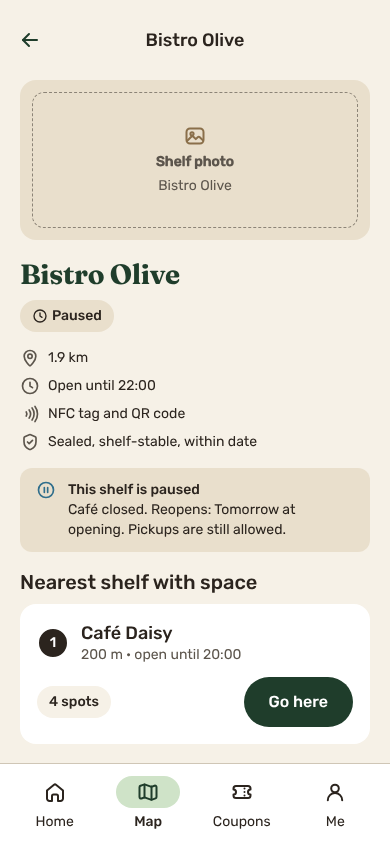 Bistro Olive
Shelf photo
Bistro Olive
Bistro Olive
Paused
1.9 km
Open until 22:00
NFC tag and QR code
Sealed, shelf-stable, within date
This shelf is paused
Café closed. Reopens: Tomorrow at
opening. Pickups are still allowed.
Nearest shelf with space
1
Café Daisy
200 m • open until 20:00
4 spots
Go here
Home
Map
Coupons
Me